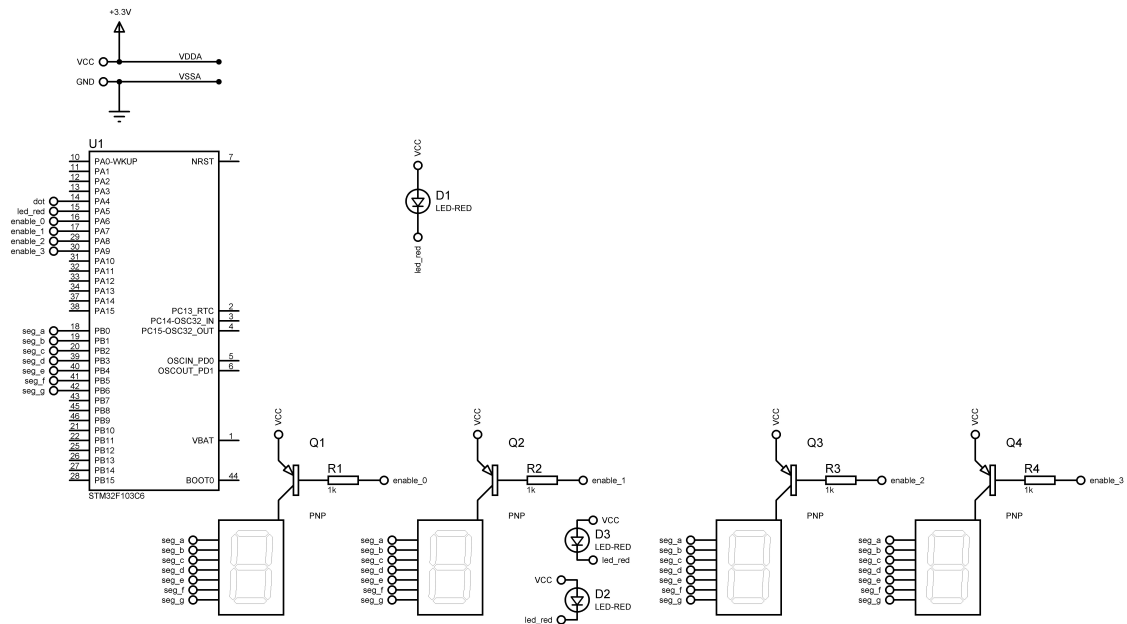 +3.3V
VCC VDDA
GND VSSA
U1
10 PA0-WKUP NRST 7
11 PA1
12 PA2
13 PA3
dot 14 PA4
led_red 15 PA5
enable_0 16 PA6
enable_1 17 PA7
enable_2 29 PA8
enable_3 30 PA9
31 PA10
32 PA11
33 PA12
34 PA13
37 PA14
38 PA15
PC13_RTC 2
PC14-OSC32_IN 3
PC15-OSC32_OUT 4
seg_a 18 PB0
seg_b 19 PB1
seg_c 20 PB2
seg_d 39 PB3
seg_e 40 PB4
seg_f 41 PB5
seg_g 42 PB6
OSCIN_PD0 5
OSCOUT_PD1 6
43 PB7
45 PB8
46 PB9
21 PB10
22 PB11
25 PB12
26 PB13
27 PB14
28 PB15
VBAT 1
BOOT0 44
STM32F103C6
VCC
D1
LED-RED
led_red
VCC
Q1
R1
1k
enable_0
PNP
seg_a
seg_b
seg_c
seg_d
seg_e
seg_f
seg_g
VCC
Q2
R2
1k
enable_1
PNP
seg_a
seg_b
seg_c
seg_d
seg_e
seg_f
seg_g
VCC
D3
LED-RED
led_red
VCC
D2
LED-RED
led_red
VCC
Q3
R3
1k
enable_2
PNP
seg_a
seg_b
seg_c
seg_d
seg_e
seg_f
seg_g
VCC
Q4
R4
1k
enable_3
PNP
seg_a
seg_b
seg_c
seg_d
seg_e
seg_f
seg_g